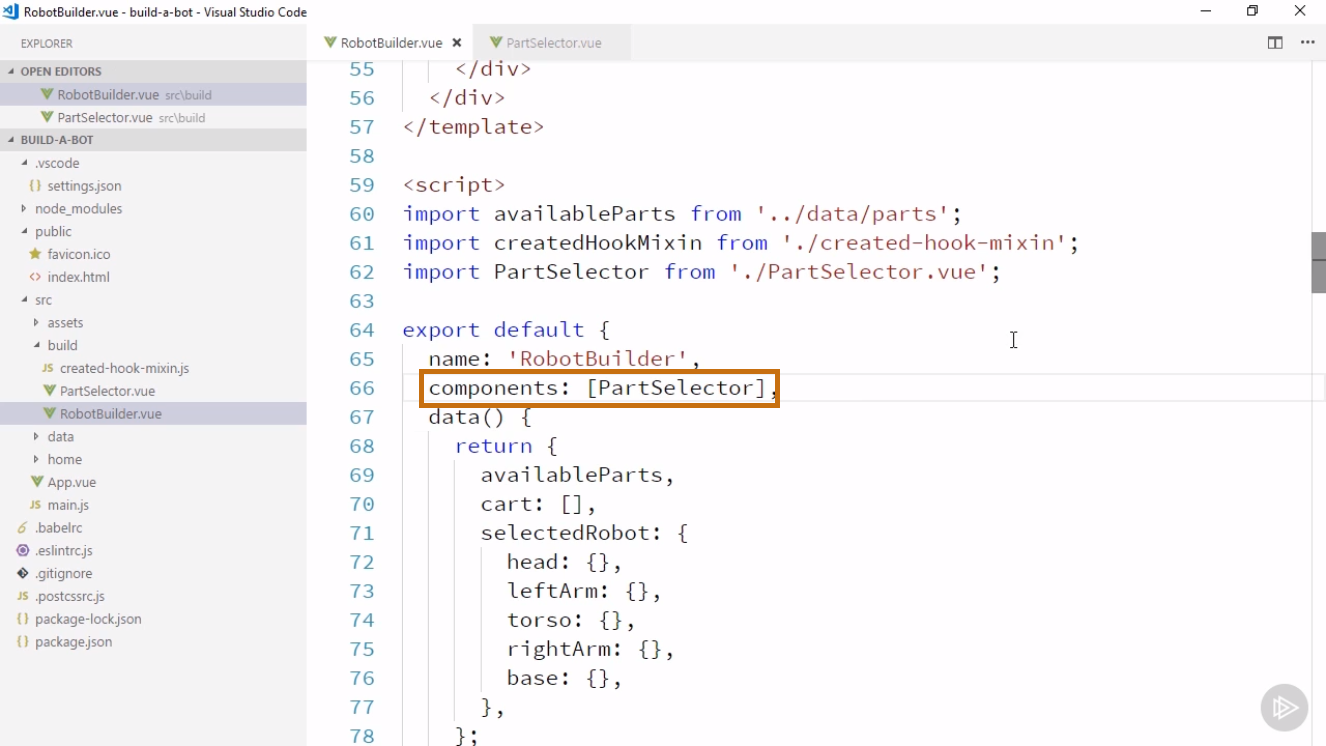 RobotBuilder.vue - build-a-bot - Visual Studio Code
EXPLORER
OPEN EDITORS
RobotBuilder.vue src\build
PartSelector.vue src\build
BUILD-A-BOT
.vscode
{} settings.json
node_modules
public
favicon.ico
<> index.html
src
assets
build
JS created-hook-mixin.js
PartSelector.vue
RobotBuilder.vue
data
home
App.vue
JS main.js
6 .babelrc
.eslintrc.js
.gitignore
JS .postcssrc.js
{} package-lock.json
{} package.json
RobotBuilder.vue
PartSelector.vue
55 </div>
56 </div>
57 </template>
58
59 <script>
60 import availableParts from '../data/parts';
61 import createdHookMixin from './created-hook-mixin';
62 import PartSelector from './PartSelector.vue';
63
64 export default {
65 name: 'RobotBuilder',
66 components: [PartSelector],
67 data() {
68 return {
69 availableParts,
70 cart: [],
71 selectedRobot: {
72 head: {},
73 leftArm: {},
74 torso: {},
75 rightArm: {},
76 base: {},
77 },
78 };